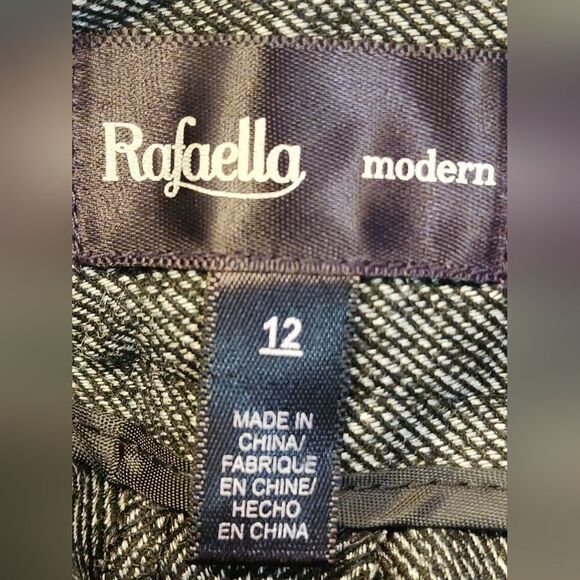 Rafaella modern
12
MADE IN
CHINA/
FABRIQUE
EN CHINE/
HECHO
EN CHINA